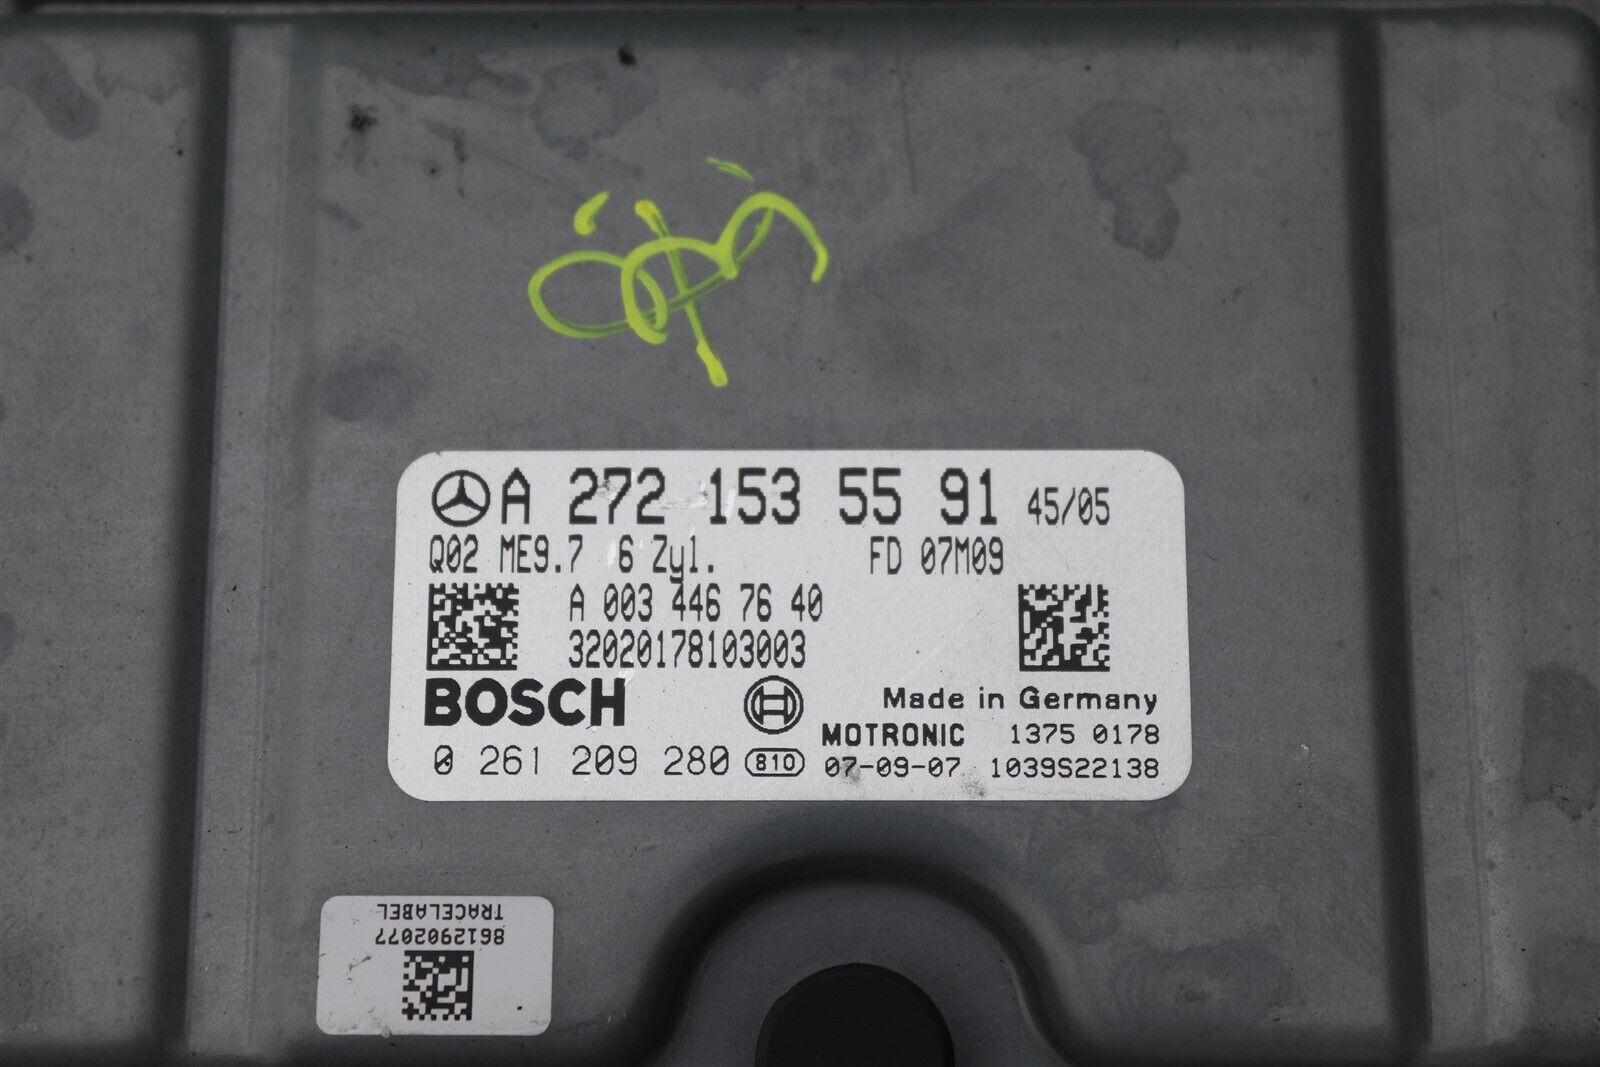 A 272 153 55 91 45/05
Q02 ME9.7 6 Zyl. FD 07M09
A 003 446 76 40
32020178103003
BOSCH
Made in Germany
MOTRONIC 1375 0178
0 261 209 280 810 07-09-07 1039S22138
TRACELABEL
8612902077